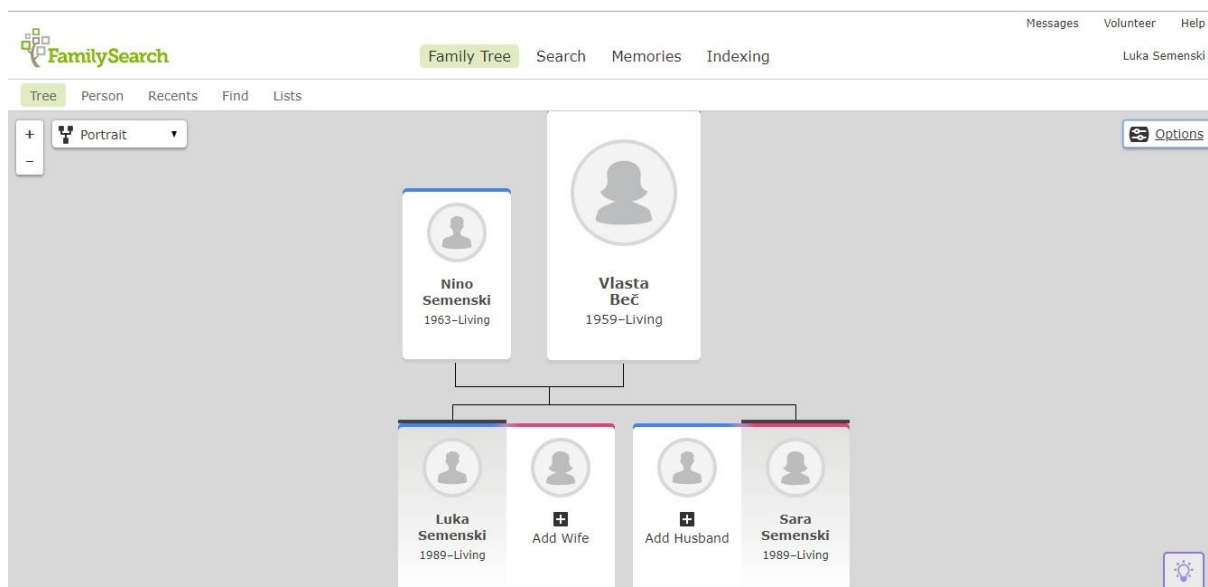 Messages Volunteer Help
FamilySearch
Family Tree Search Memories Indexing
Luka Semenski
Tree Person Recents Find Lists
+
−
Portrait
Options
Nino
Semenski
1963–Living
Vlasta
Beč
1959–Living
Luka
Semenski
1989–Living
Add Wife
Add Husband
Sara
Semenski
1989–Living